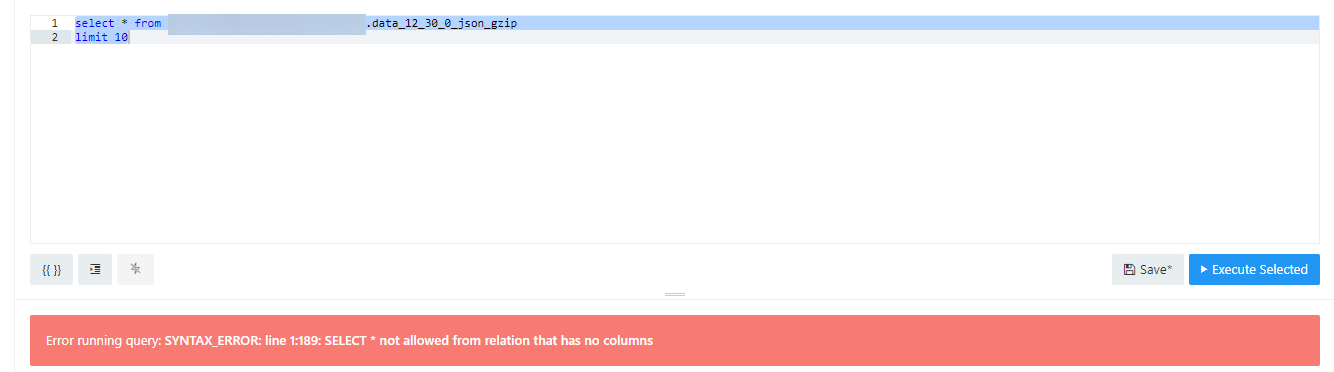 1 select * from .data_12_30_0_json_gzip
2 limit 10
{{ }}
Save*
Execute Selected
Error running query: SYNTAX_ERROR: line 1:189: SELECT * not allowed from relation that has no columns